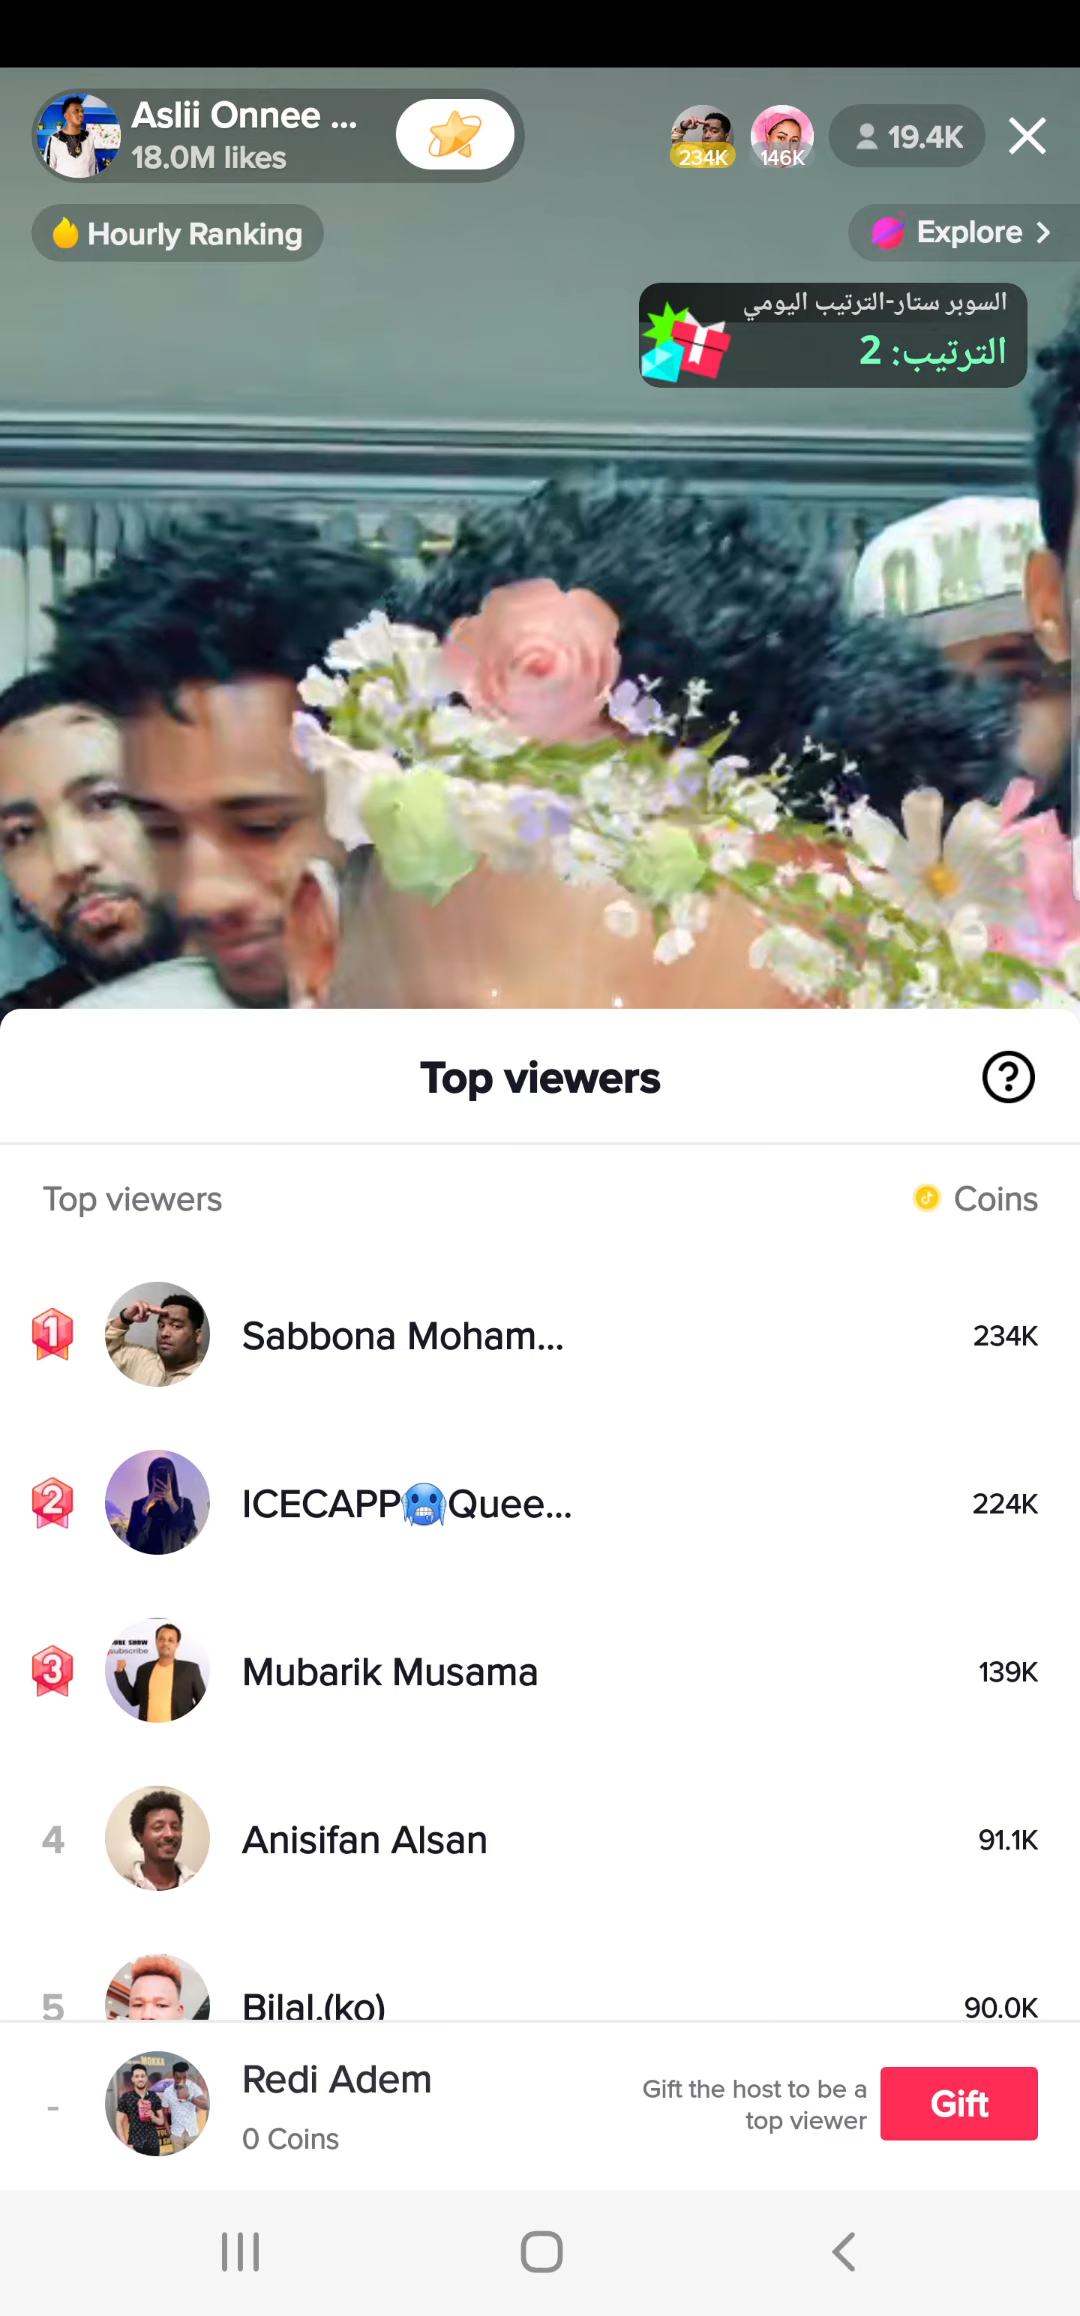 Aslii Onnee ...
18.0M likes
234K
146K
19.4K
Hourly Ranking
Explore
السوبر ستار-الترتيب اليومي
الترتيب: 2
Top viewers
Top viewers
Coins
1
Sabbona Moham...
234K
2
ICECAPP🥶Quee...
224K
3
SHOW
subscribe
Mubarik Musama
139K
4
Anisifan Alsan
91.1K
5
Bilal.(ko)
90.0K
-
MOKKA
Redi Adem
0 Coins
Gift the host to be a
top viewer
Gift